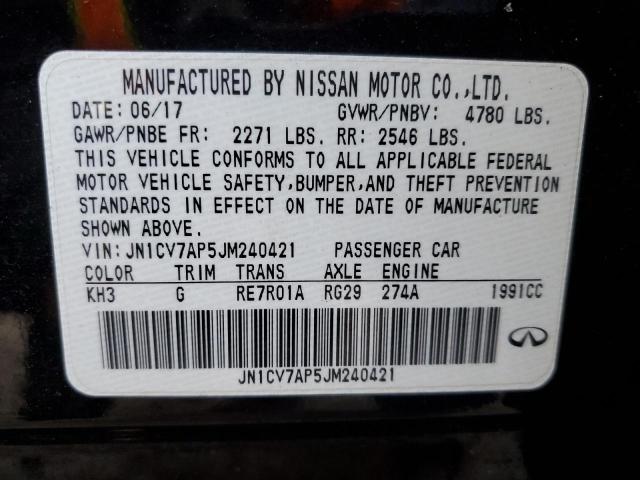 MANUFACTURED BY NISSAN MOTOR CO.,LTD.
DATE: 06/17 GVWR/PNBV: 4780 LBS.
GAWR/PNBE FR: 2271 LBS. RR: 2546 LBS.
THIS VEHICLE CONFORMS TO ALL APPLICABLE FEDERAL
MOTOR VEHICLE SAFETY,BUMPER,AND THEFT PREVENTION
STANDARDS IN EFFECT ON THE DATE OF MANUFACTURE
SHOWN ABOVE.
VIN: JN1CV7AP5JM240421 PASSENGER CAR
COLOR TRIM TRANS AXLE ENGINE
KH3 G RE7R01A RG29 274A 1991CC
JN1CV7AP5JM240421